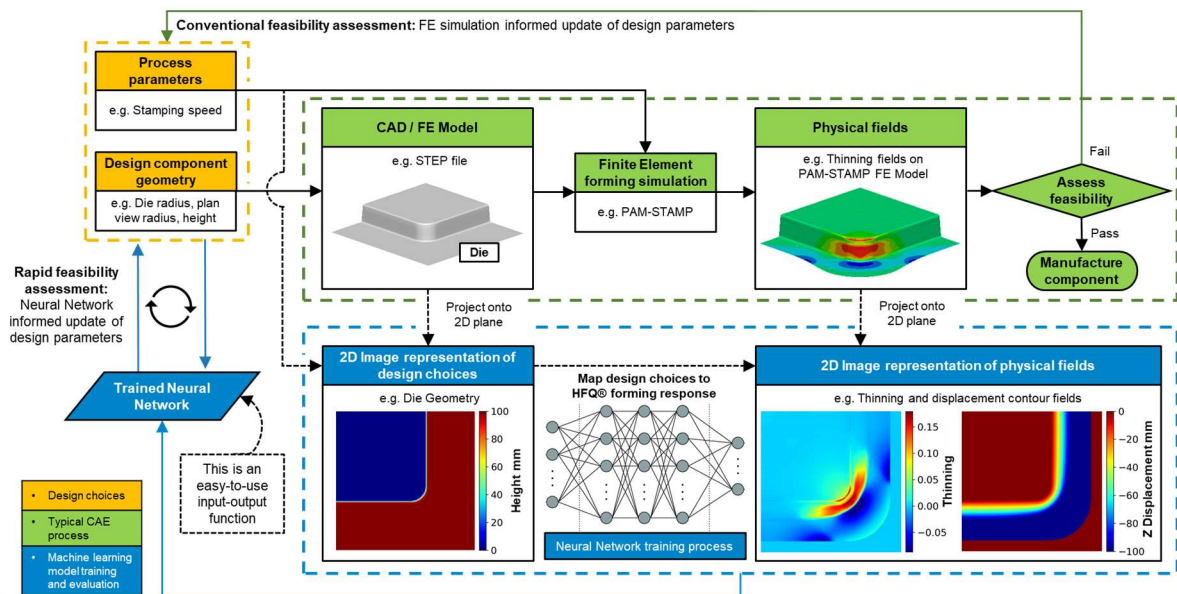 Conventional feasibility assessment: FE simulation informed update of design parameters
Process
parameters
e.g. Stamping speed
Design component
geometry
e.g. Die radius, plan
view radius, height
CAD / FE Model
e.g. STEP file
Die
Finite Element
forming simulation
e.g. PAM-STAMP
Physical fields
e.g. Thinning fields on
PAM-STAMP FE Model
Fail
Assess
feasibility
Pass
Manufacture
component
Rapid feasibility
assessment:
Neural Network
informed update of
design parameters
Project onto
2D plane
Project onto
2D plane
Trained Neural
Network
This is an
easy-to-use
input-output
function
2D Image representation of
design choices
e.g. Die Geometry
100
80
60
40
20
0
Height mm
Map design choices to
HFQ® forming response
Neural Network training process
2D Image representation of physical fields
e.g. Thinning and displacement contour fields
0.15
0.10
0.05
0.00
−0.05
Thinning
0
−20
−40
−60
−80
−100
Z Displacement mm
• Design choices
• Typical CAE
process
• Machine learning
model training
and evaluation